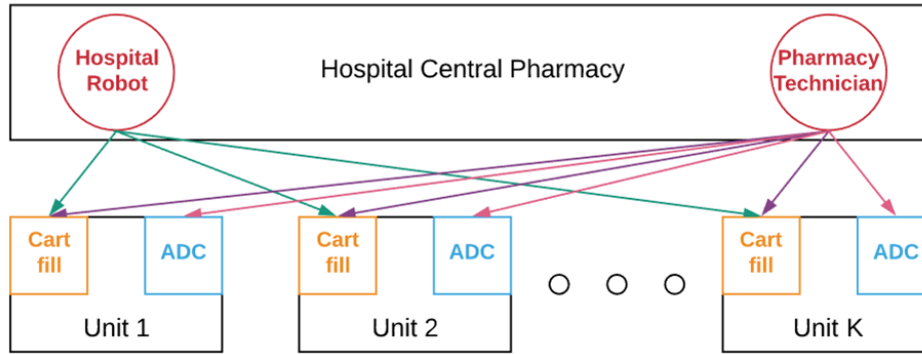 Hospital
Robot
Hospital Central Pharmacy
Pharmacy
Technician
Cart
fill
ADC
Cart
fill
ADC
Cart
fill
ADC
Unit 1
Unit 2
Unit K